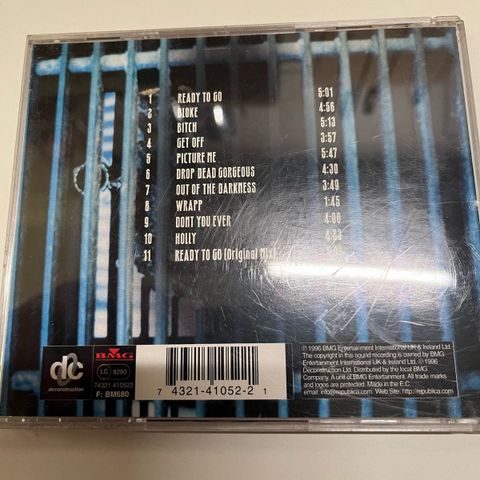 1 READY TO GO 5:01
2 BLOKE 4:56
3 BITCH 5:13
4 GET OFF 3:57
5 PICTURE ME 5:47
6 DROP DEAD GORGEOUS 4:30
7 OUT OF THE DARKNESS 3:49
8 WRAPP 1:45
9 DONT YOU EVER 4:00
10 HOLLY
11 READY TO GO (Original Mix)
dc
deconstruction
BMG
LC 8280
74321 410522
F: BM680
7 4321-41052-2 1
℗ 1996 BMG Entertainment International UK & Ireland Ltd.
The copyright in this sound recording is owned by BMG
Entertainment International UK & Ireland Ltd. © 1996
Deconstruction Ltd. Distributed by the local BMG
Company. A unit of BMG Entertainment. All trade marks
and logos are protected. Made in the E.C.
email: info@republica.com Web Site: http://republica.com